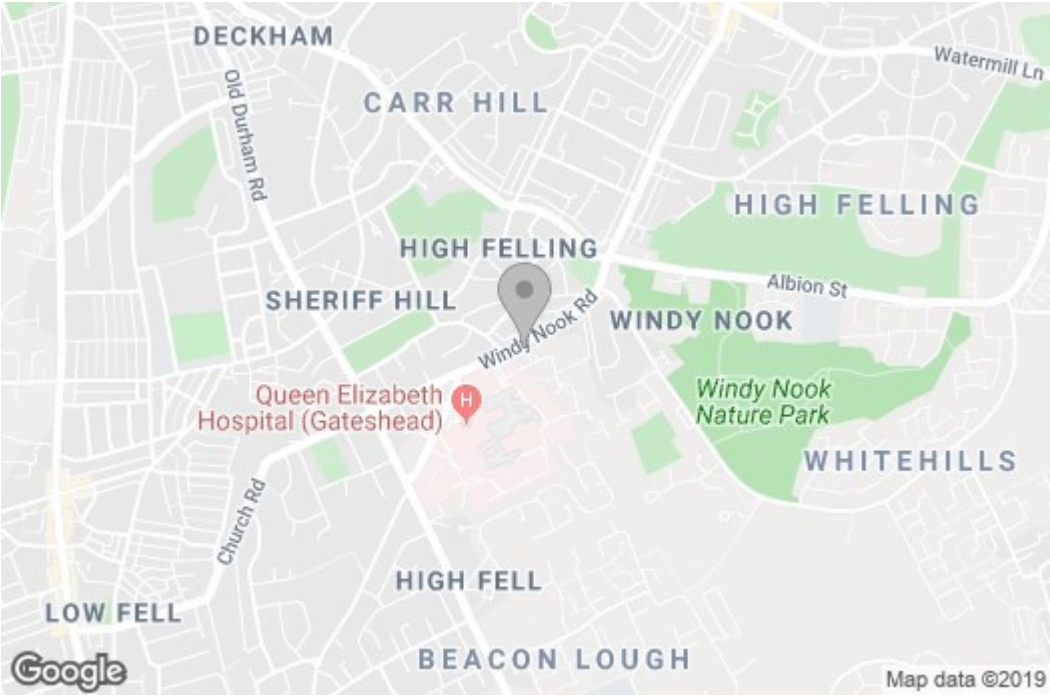 DECKHAM
Watermill Ln
CARR HILL
Old Durham Rd
HIGH FELLING
HIGH FELLING
Albion St
SHERIFF HILL
WINDY NOOK
Windy Nook Rd
Queen Elizabeth
Hospital (Gateshead)
H
Windy Nook
Nature Park
WHITEHILLS
Church Rd
HIGH FELL
LOW FELL
BEACON LOUGH
Google
Map data ©2019